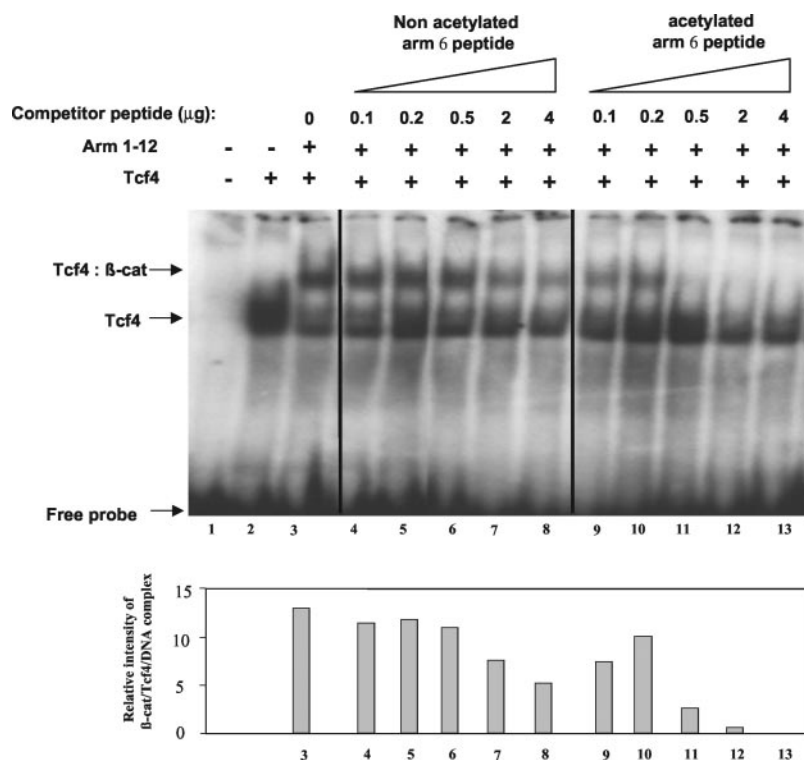 Non acetylated arm 6 peptide
acetylated arm 6 peptide
Competitor peptide (μg): 0 0.1 0.2 0.5 2 4 0.1 0.2 0.5 2 4
Arm 1-12 - - + + + + + + + + + + +
Tcf4 - + + + + + + + + + + + +
Tcf4 : ß-cat
Tcf4
Free probe
1 2 3 4 5 6 7 8 9 10 11 12 13
Relative intensity of
ß-cat/Tcf4/DNA complex
15
10
5
0
3 4 5 6 7 8 9 10 11 12 13